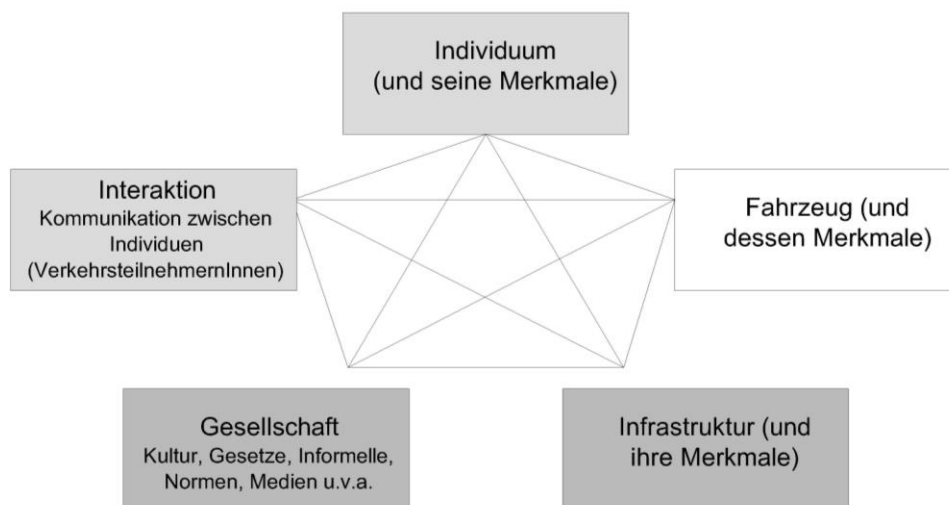 Individuum
(und seine Merkmale)
Interaktion
Kommunikation zwischen
Individuen
(VerkehrsteilnehmernInnen)
Fahrzeug (und
dessen Merkmale)
Gesellschaft
Kultur, Gesetze, Informelle,
Normen, Medien u.v.a.
Infrastruktur (und
ihre Merkmale)